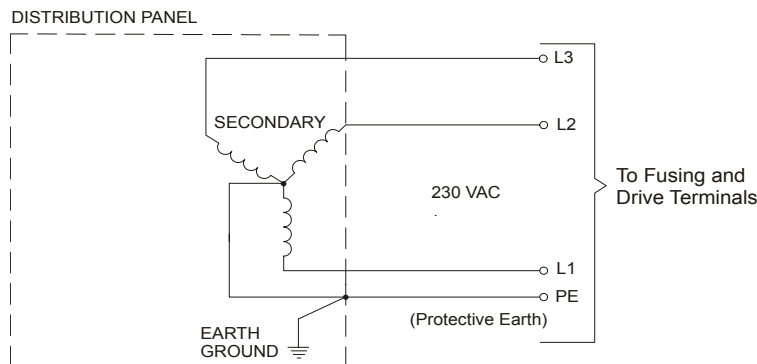 DISTRIBUTION PANEL
L3
SECONDARY
L2
To Fusing and
Drive Terminals
230 VAC
L1
PE
(Protective Earth)
EARTH
GROUND